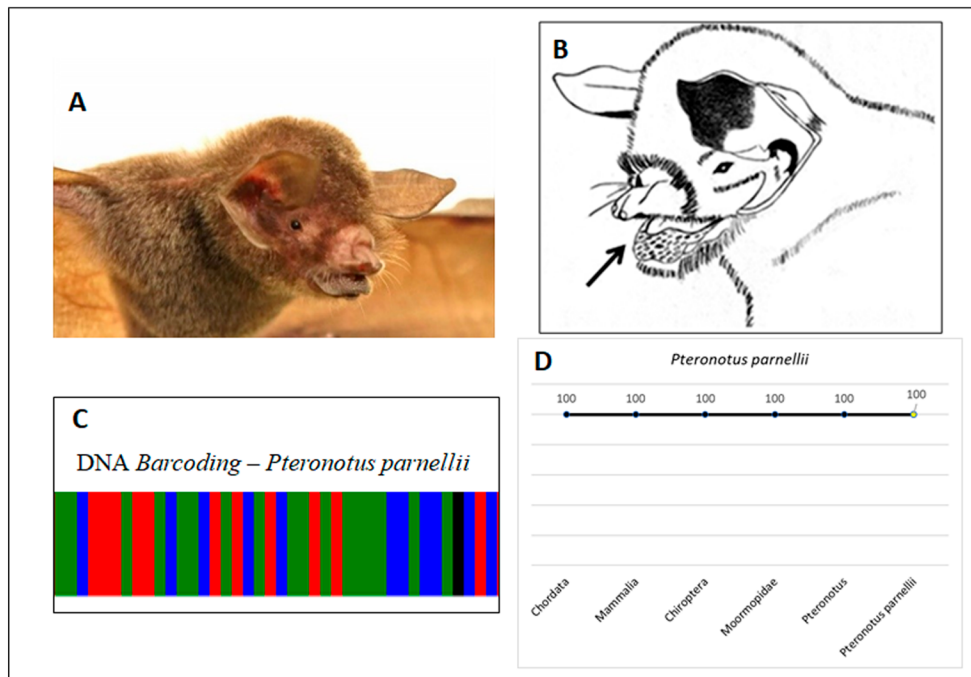 A
B
C
DNA Barcoding – Pteronotus parnellii
D
Pteronotus parnellii
100 100 100 100 100 100
Chordata
Mammalia
Chiroptera
Moormopidae
Pteronotus
Pteronotus parnellii